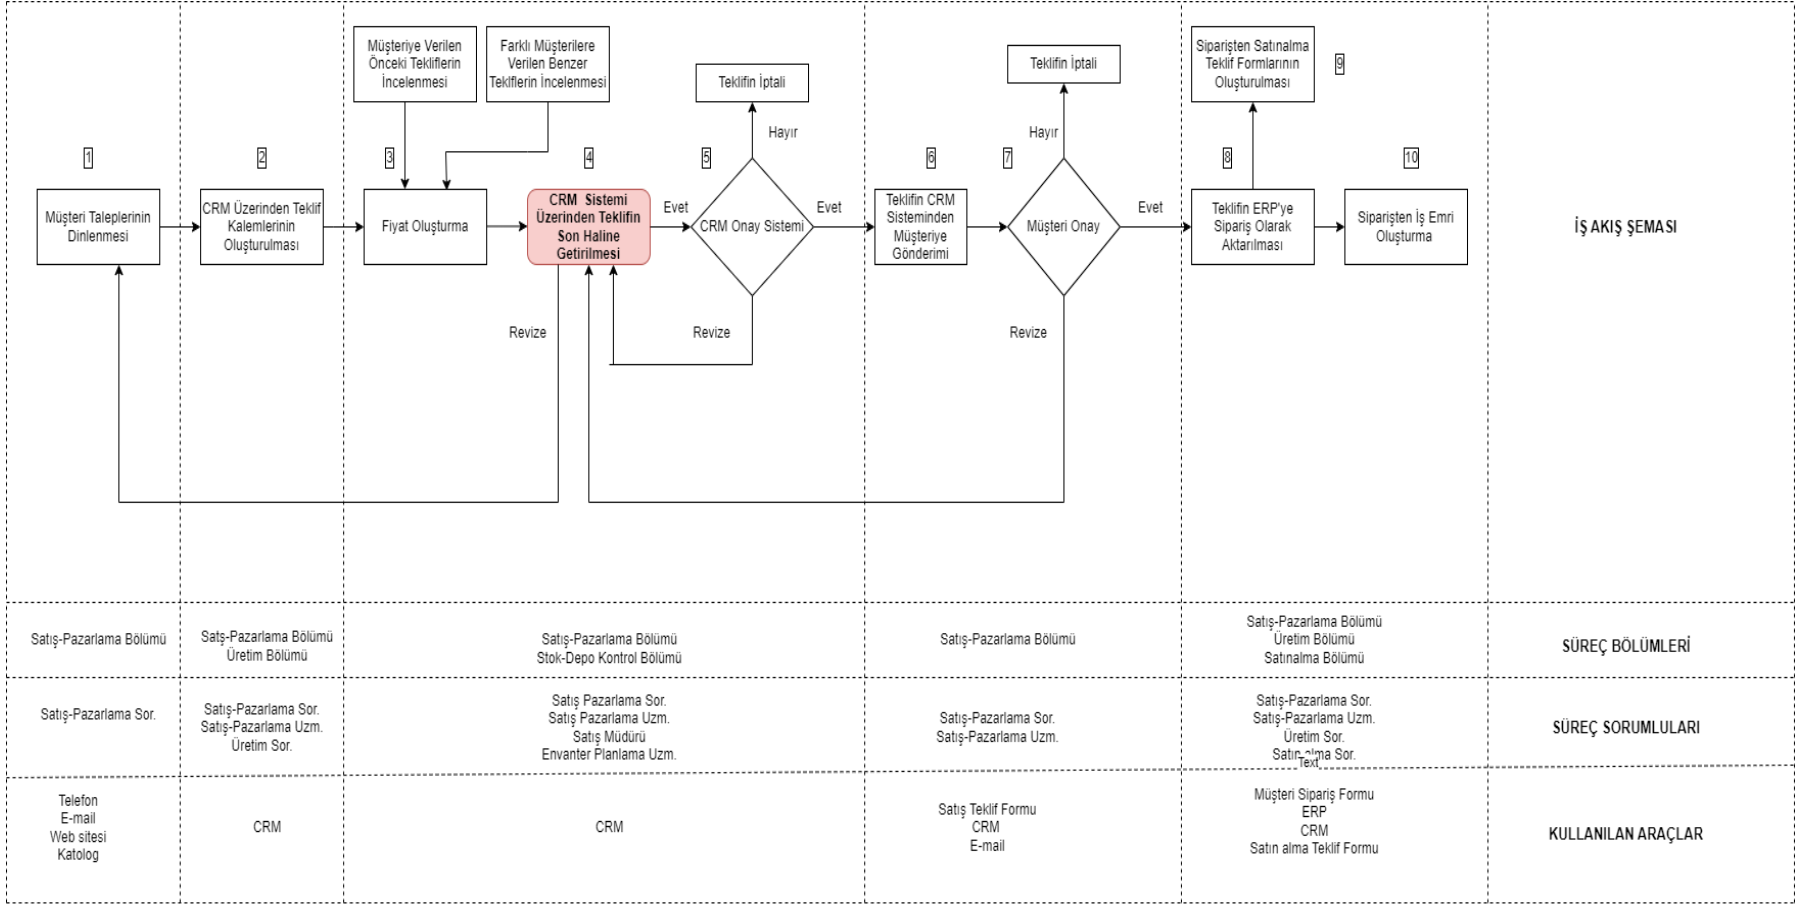 Müşteriye Verilen
Önceki Tekliflerin
İncelenmesi
Farklı Müşterilere
Verilen Benzer
Teklflerin İncelenmesi
Teklifin İptali
Hayır
Teklifin İptali
Hayır
Siparişten Satınalma
Teklif Formlarının
Oluşturulması
9
1
2
3
4
5
6
7
8
10
Müşteri Taleplerinin
Dinlenmesi
CRM Üzerinden Teklif
Kalemlerinin
Oluşturulması
Fiyat Oluşturma
CRM Sistemi
Üzerinden Teklifin
Son Haline
Getirilmesi
Evet
CRM Onay Sistemi
Evet
Teklifin CRM
Sisteminden
Müşteriye
Gönderimi
Müşteri Onay
Evet
Teklifin ERP'ye
Sipariş Olarak
Aktarılması
Siparişten İş Emri
Oluşturma
İŞ AKIŞ ŞEMASI
Revize
Revize
Revize
Satış-Pazarlama Bölümü
Satş-Pazarlama Bölümü
Üretim Bölümü
Satış-Pazarlama Bölümü
Stok-Depo Kontrol Bölümü
Satış-Pazarlama Bölümü
Satış-Pazarlama Bölümü
Üretim Bölümü
Satınalma Bölümü
SÜREÇ BÖLÜMLERİ
Satış-Pazarlama Sor.
Satış-Pazarlama Sor.
Satış-Pazarlama Uzm.
Üretim Sor.
Satış Pazarlama Sor.
Satış Pazarlama Uzm.
Satış Müdürü
Envanter Planlama Uzm.
Satış-Pazarlama Sor.
Satış-Pazarlama Uzm.
Satış-Pazarlama Sor.
Satış-Pazarlama Uzm.
Üretim Sor.
Satın alma Sor.
Text
SÜREÇ SORUMLULARI
Telefon
E-mail
Web sitesi
Katolog
CRM
CRM
Satış Teklif Formu
CRM
E-mail
Müşteri Sipariş Formu
ERP
CRM
Satın alma Teklif Formu
KULLANILAN ARAÇLAR